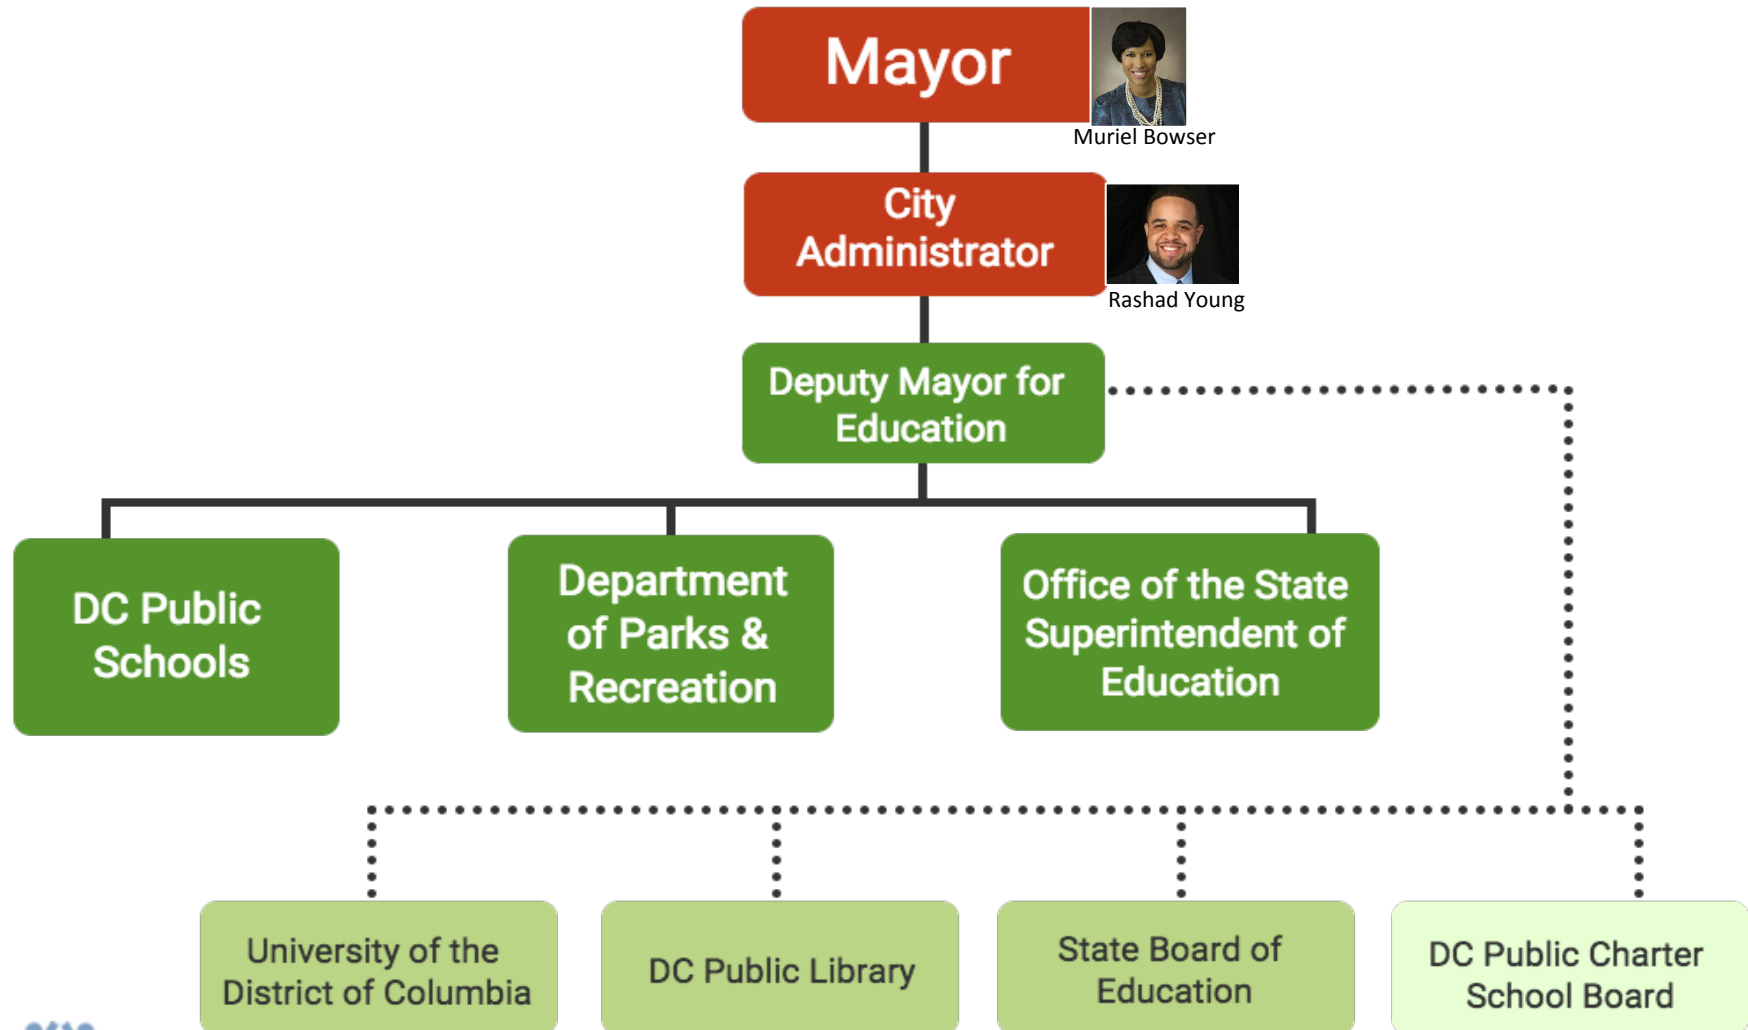 Mayor
Muriel Bowser
City
Administrator
Rashad Young
Deputy Mayor for
Education
DC Public
Schools
Department
of Parks &
Recreation
Office of the State
Superintendent of
Education
University of the
District of Columbia
DC Public Library
State Board of
Education
DC Public Charter
School Board